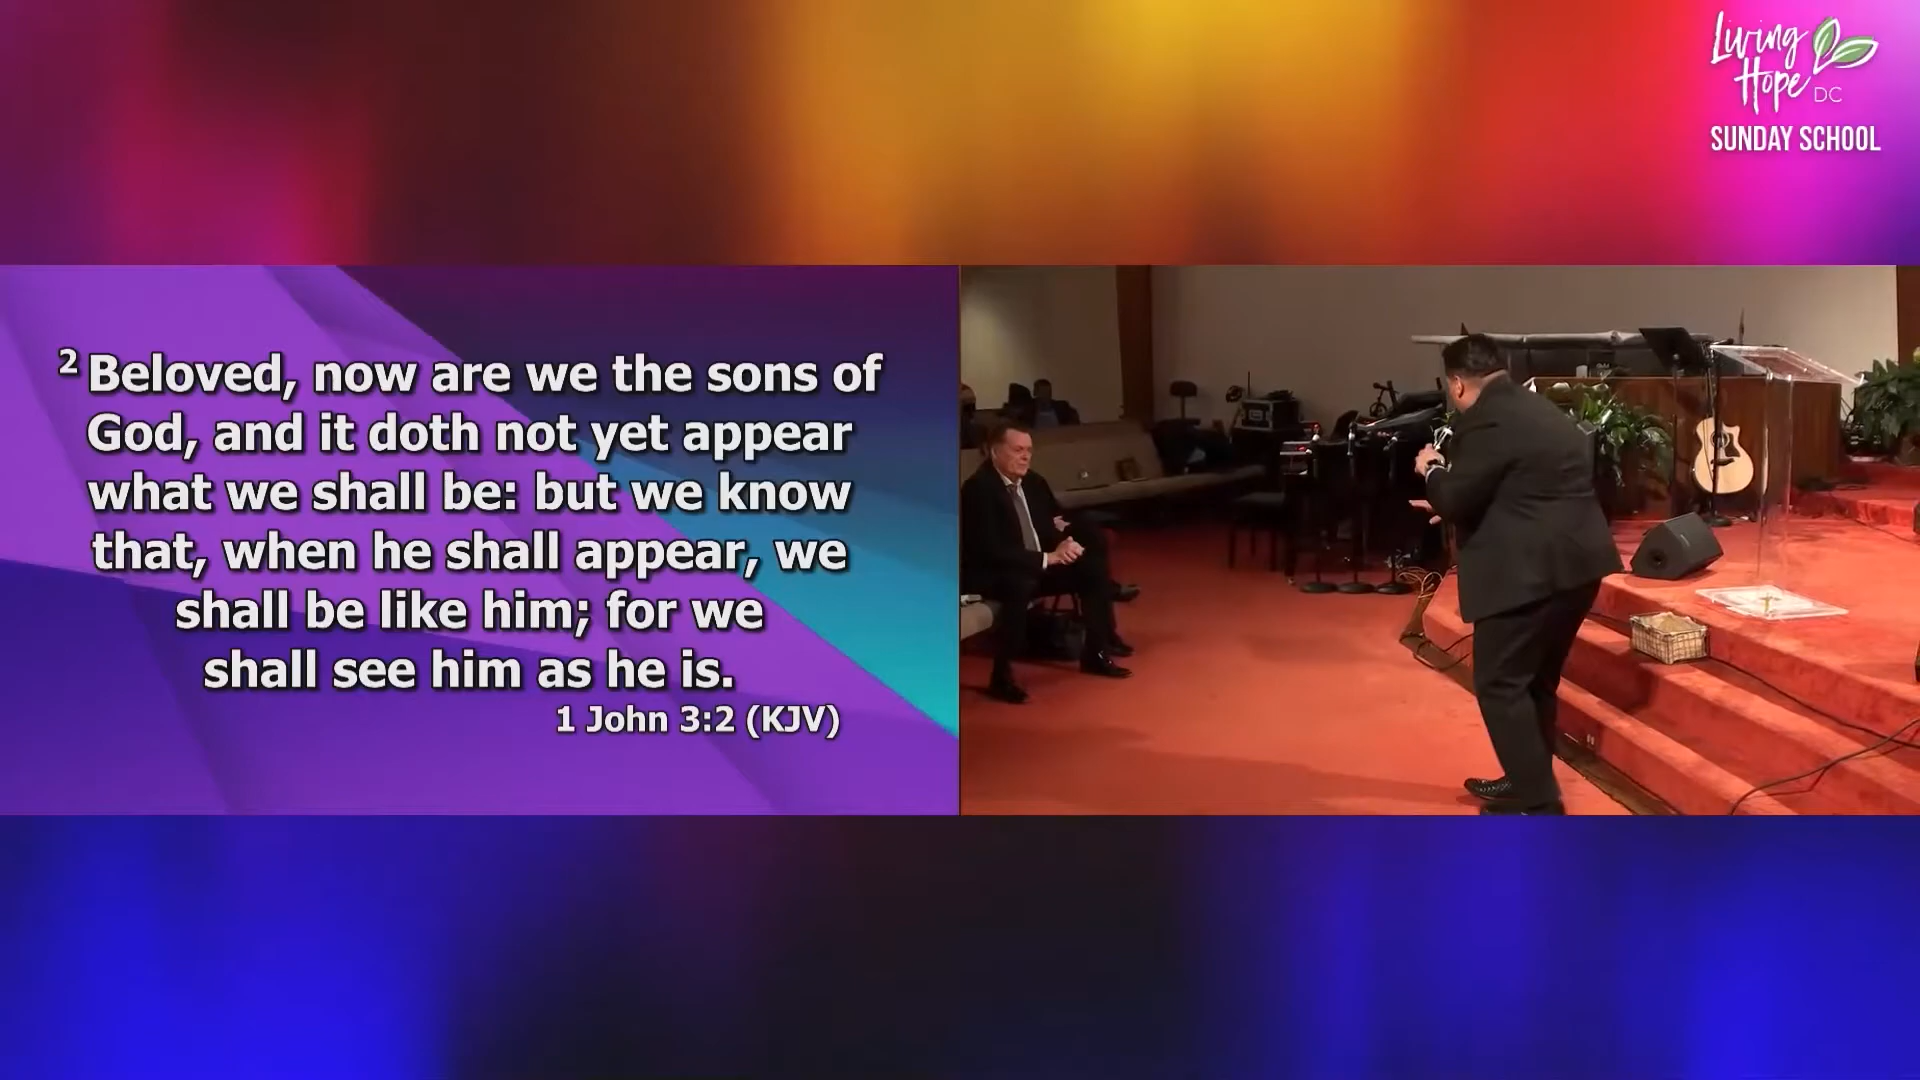 Living
Hope
DC
SUNDAY SCHOOL
2 Beloved, now are we the sons of
God, and it doth not yet appear
what we shall be: but we know
that, when he shall appear, we
shall be like him; for we
shall see him as he is.
1 John 3:2 (KJV)